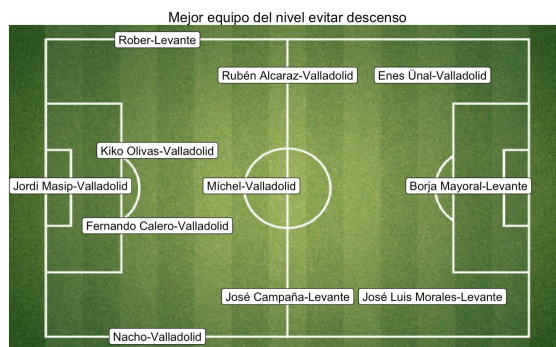 Mejor equipo del nivel evitar descenso
Rober-Levante
Rubén Alcaraz-Valladolid
Enes Ünal-Valladolid
Kiko Olivas-Valladolid
Jordi Masip-Valladolid
Míchel-Valladolid
Borja Mayoral-Levante
Fernando Calero-Valladolid
José Campaña-Levante
José Luis Morales-Levante
Nacho-Valladolid